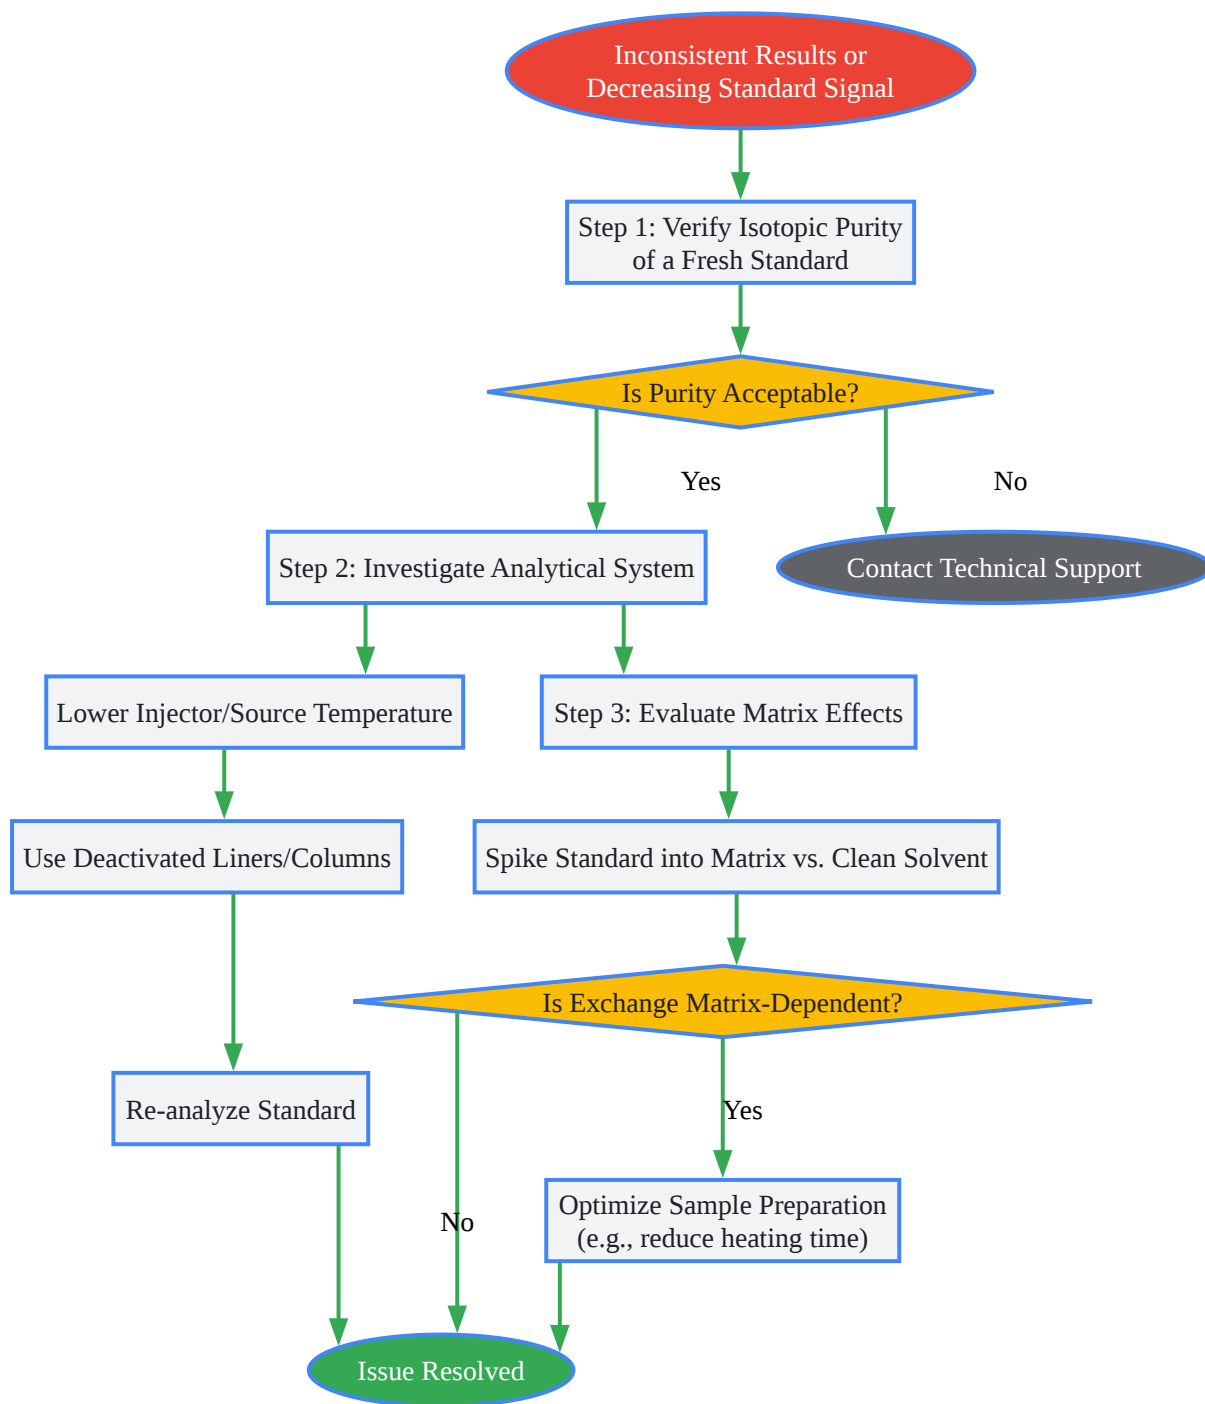 Inconsistent Results or
Decreasing Standard Signal
Step 1: Verify Isotopic Purity
of a Fresh Standard
Is Purity Acceptable?
Yes
No
Step 2: Investigate Analytical System
Contact Technical Support
Lower Injector/Source Temperature
Step 3: Evaluate Matrix Effects
Use Deactivated Liners/Columns
Spike Standard into Matrix vs. Clean Solvent
Is Exchange Matrix-Dependent?
Re-analyze Standard
Yes
No
Optimize Sample Preparation
(e.g., reduce heating time)
Issue Resolved